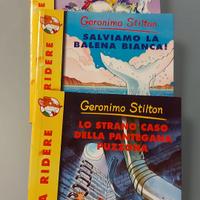 Geronimo Stilton
SALVIAMO LA
BALENA BIANCA!
A RIDERE
Geronimo Stilton
LO STRANO CASO
DELLA PANTEGANA
PUZZONA
A RIDERE